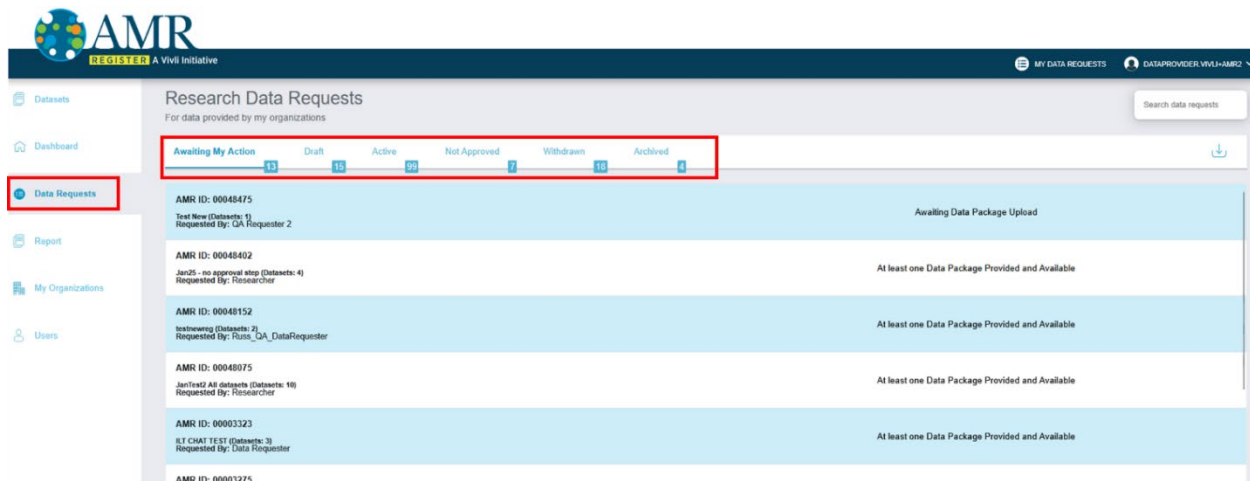 AMR
REGISTER A Vivli Initiative
MY DATA REQUESTS
DATAPROVIDER.VIVLI+AMR2
Datasets
Dashboard
Data Requests
Report
My Organizations
Users
Research Data Requests
For data provided by my organizations
Search data requests
Awaiting My Action 13
Draft 15
Active 99
Not Approved 7
Withdrawn 18
Archived 4
AMR ID: 00048475
Test New (Datasets: 1)
Requested By: QA Requester 2
Awaiting Data Package Upload
AMR ID: 00048402
Jan25 - no approval step (Datasets: 4)
Requested By: Researcher
At least one Data Package Provided and Available
AMR ID: 00048152
testnewreg (Datasets: 2)
Requested By: Russ_QA_DataRequester
At least one Data Package Provided and Available
AMR ID: 00048075
JanTest2 All datasets (Datasets: 10)
Requested By: Researcher
At least one Data Package Provided and Available
AMR ID: 00003323
ILT CHAT TEST (Datasets: 3)
Requested By: Data Requester
At least one Data Package Provided and Available
AMR ID: 00003275